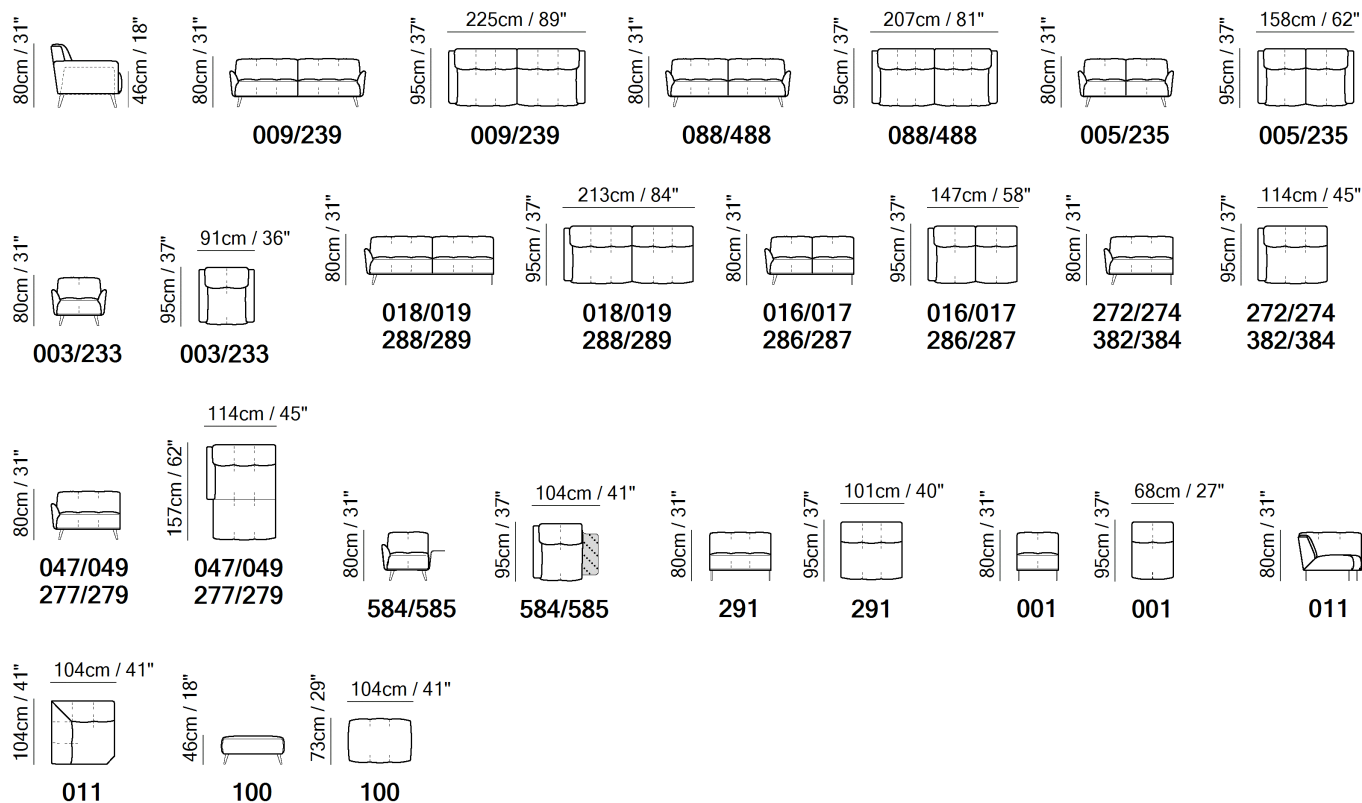 80cm / 31"
46cm / 18"
80cm / 31"
009/239
95cm / 37"
225cm / 89"
009/239
80cm / 31"
088/488
95cm / 37"
207cm / 81"
088/488
80cm / 31"
005/235
95cm / 37"
158cm / 62"
005/235
80cm / 31"
003/233
95cm / 37"
91cm / 36"
003/233
80cm / 31"
018/019
288/289
95cm / 37"
213cm / 84"
018/019
288/289
80cm / 31"
016/017
286/287
95cm / 37"
147cm / 58"
016/017
286/287
80cm / 31"
272/274
382/384
95cm / 37"
114cm / 45"
272/274
382/384
80cm / 31"
047/049
277/279
157cm / 62"
114cm / 45"
047/049
277/279
80cm / 31"
584/585
95cm / 37"
104cm / 41"
584/585
80cm / 31"
291
95cm / 37"
101cm / 40"
291
80cm / 31"
001
95cm / 37"
68cm / 27"
001
80cm / 31"
011
104cm / 41"
104cm / 41"
011
46cm / 18"
100
73cm / 29"
104cm / 41"
100